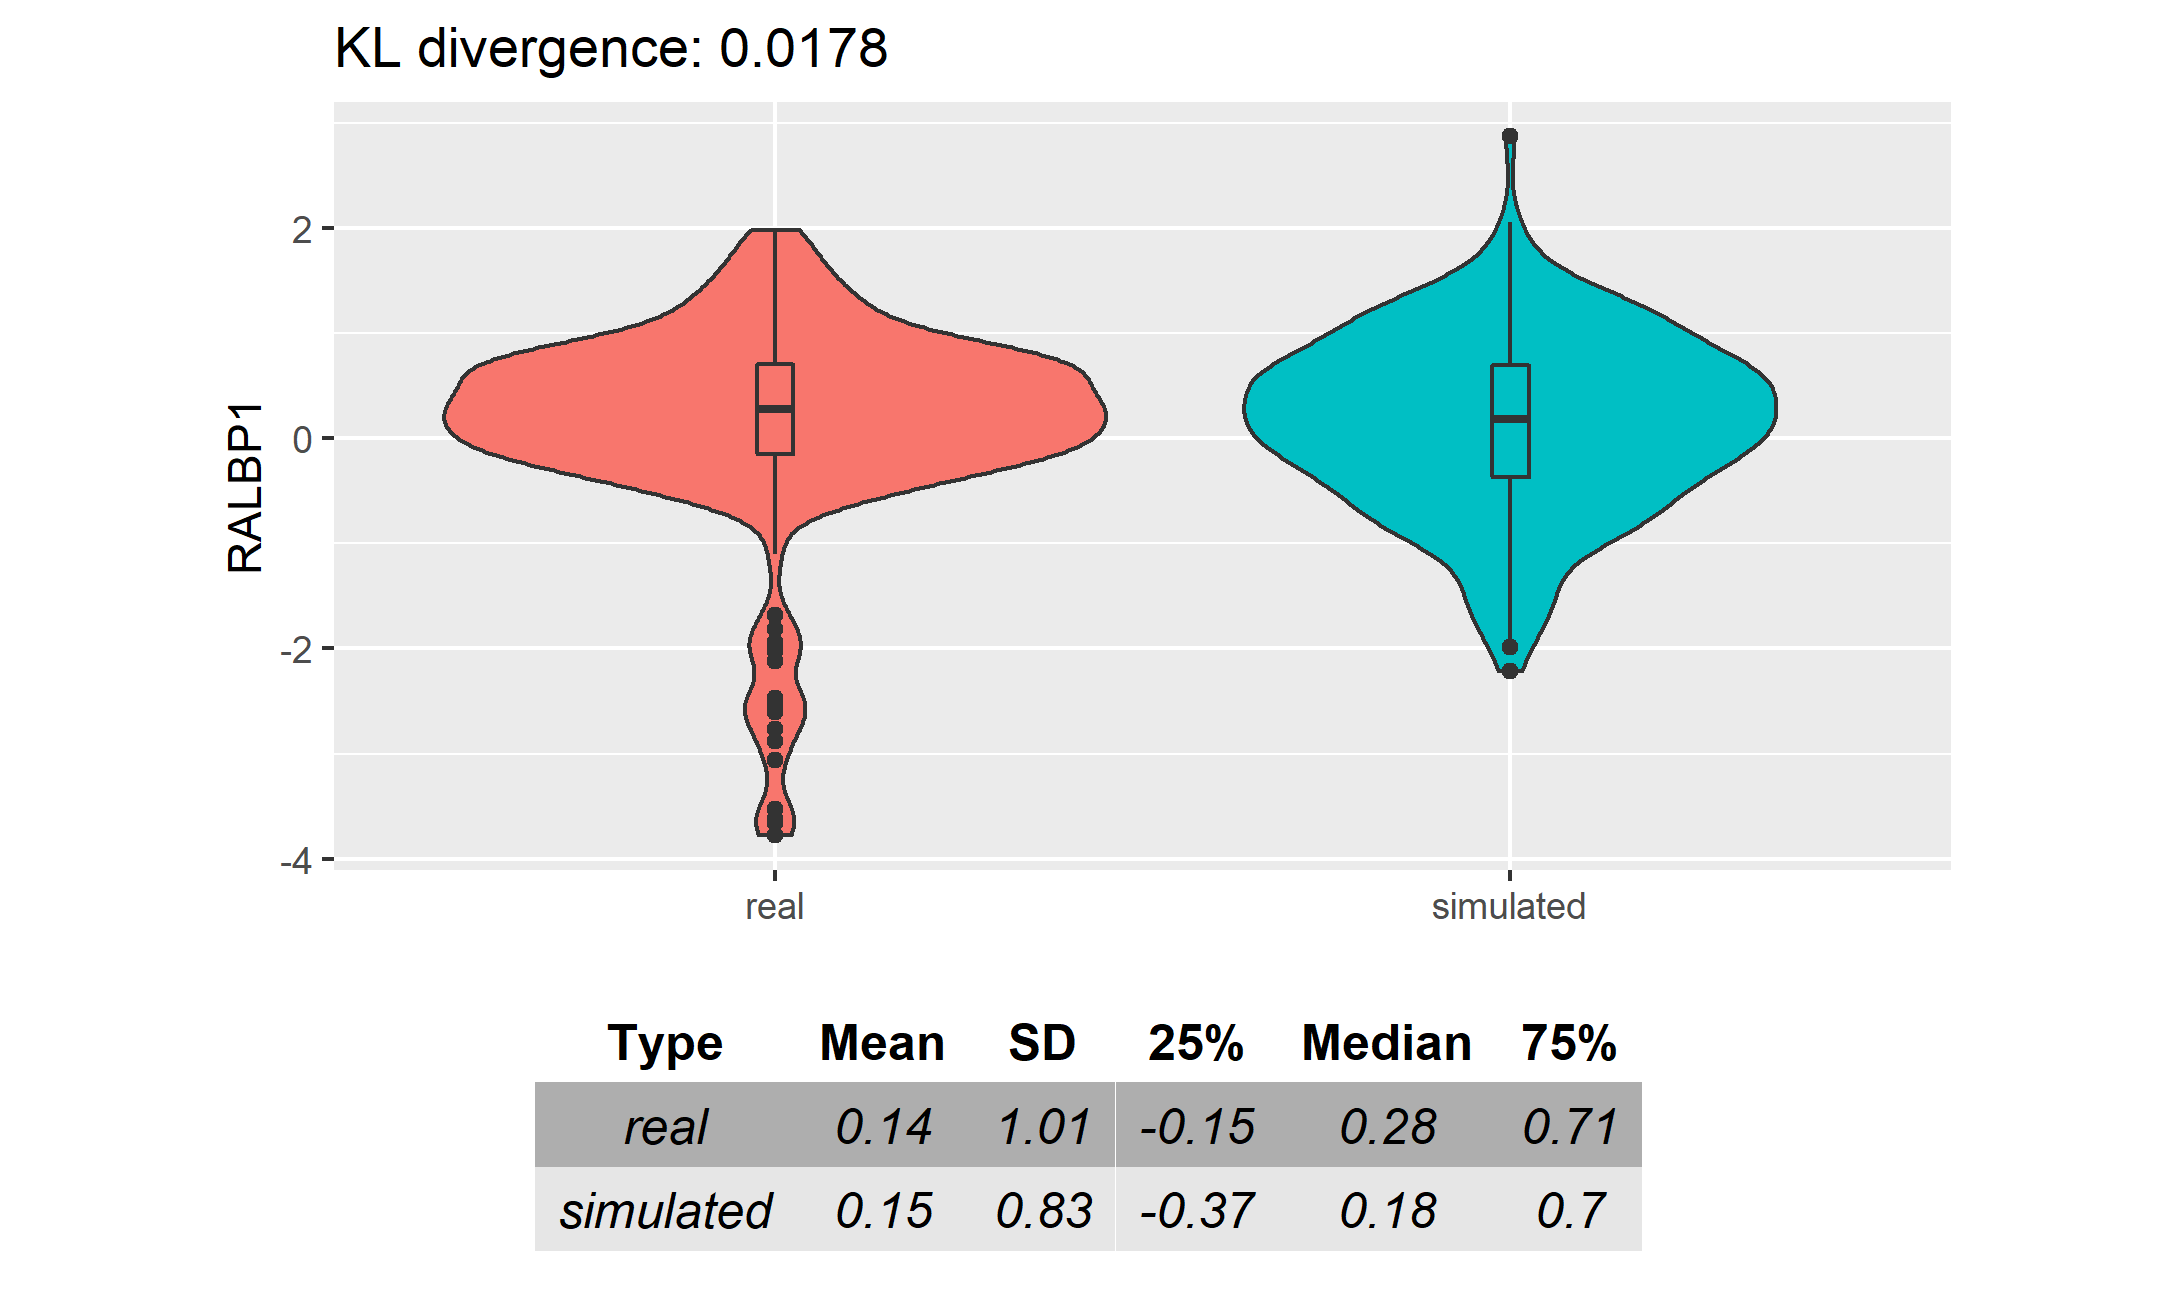 KL divergence: 0.0178
RALBP1
2
0
-2
-4
real simulated
Type Mean SD 25% Median 75%
real 0.14 1.01 -0.15 0.28 0.71
simulated 0.15 0.83 -0.37 0.18 0.7